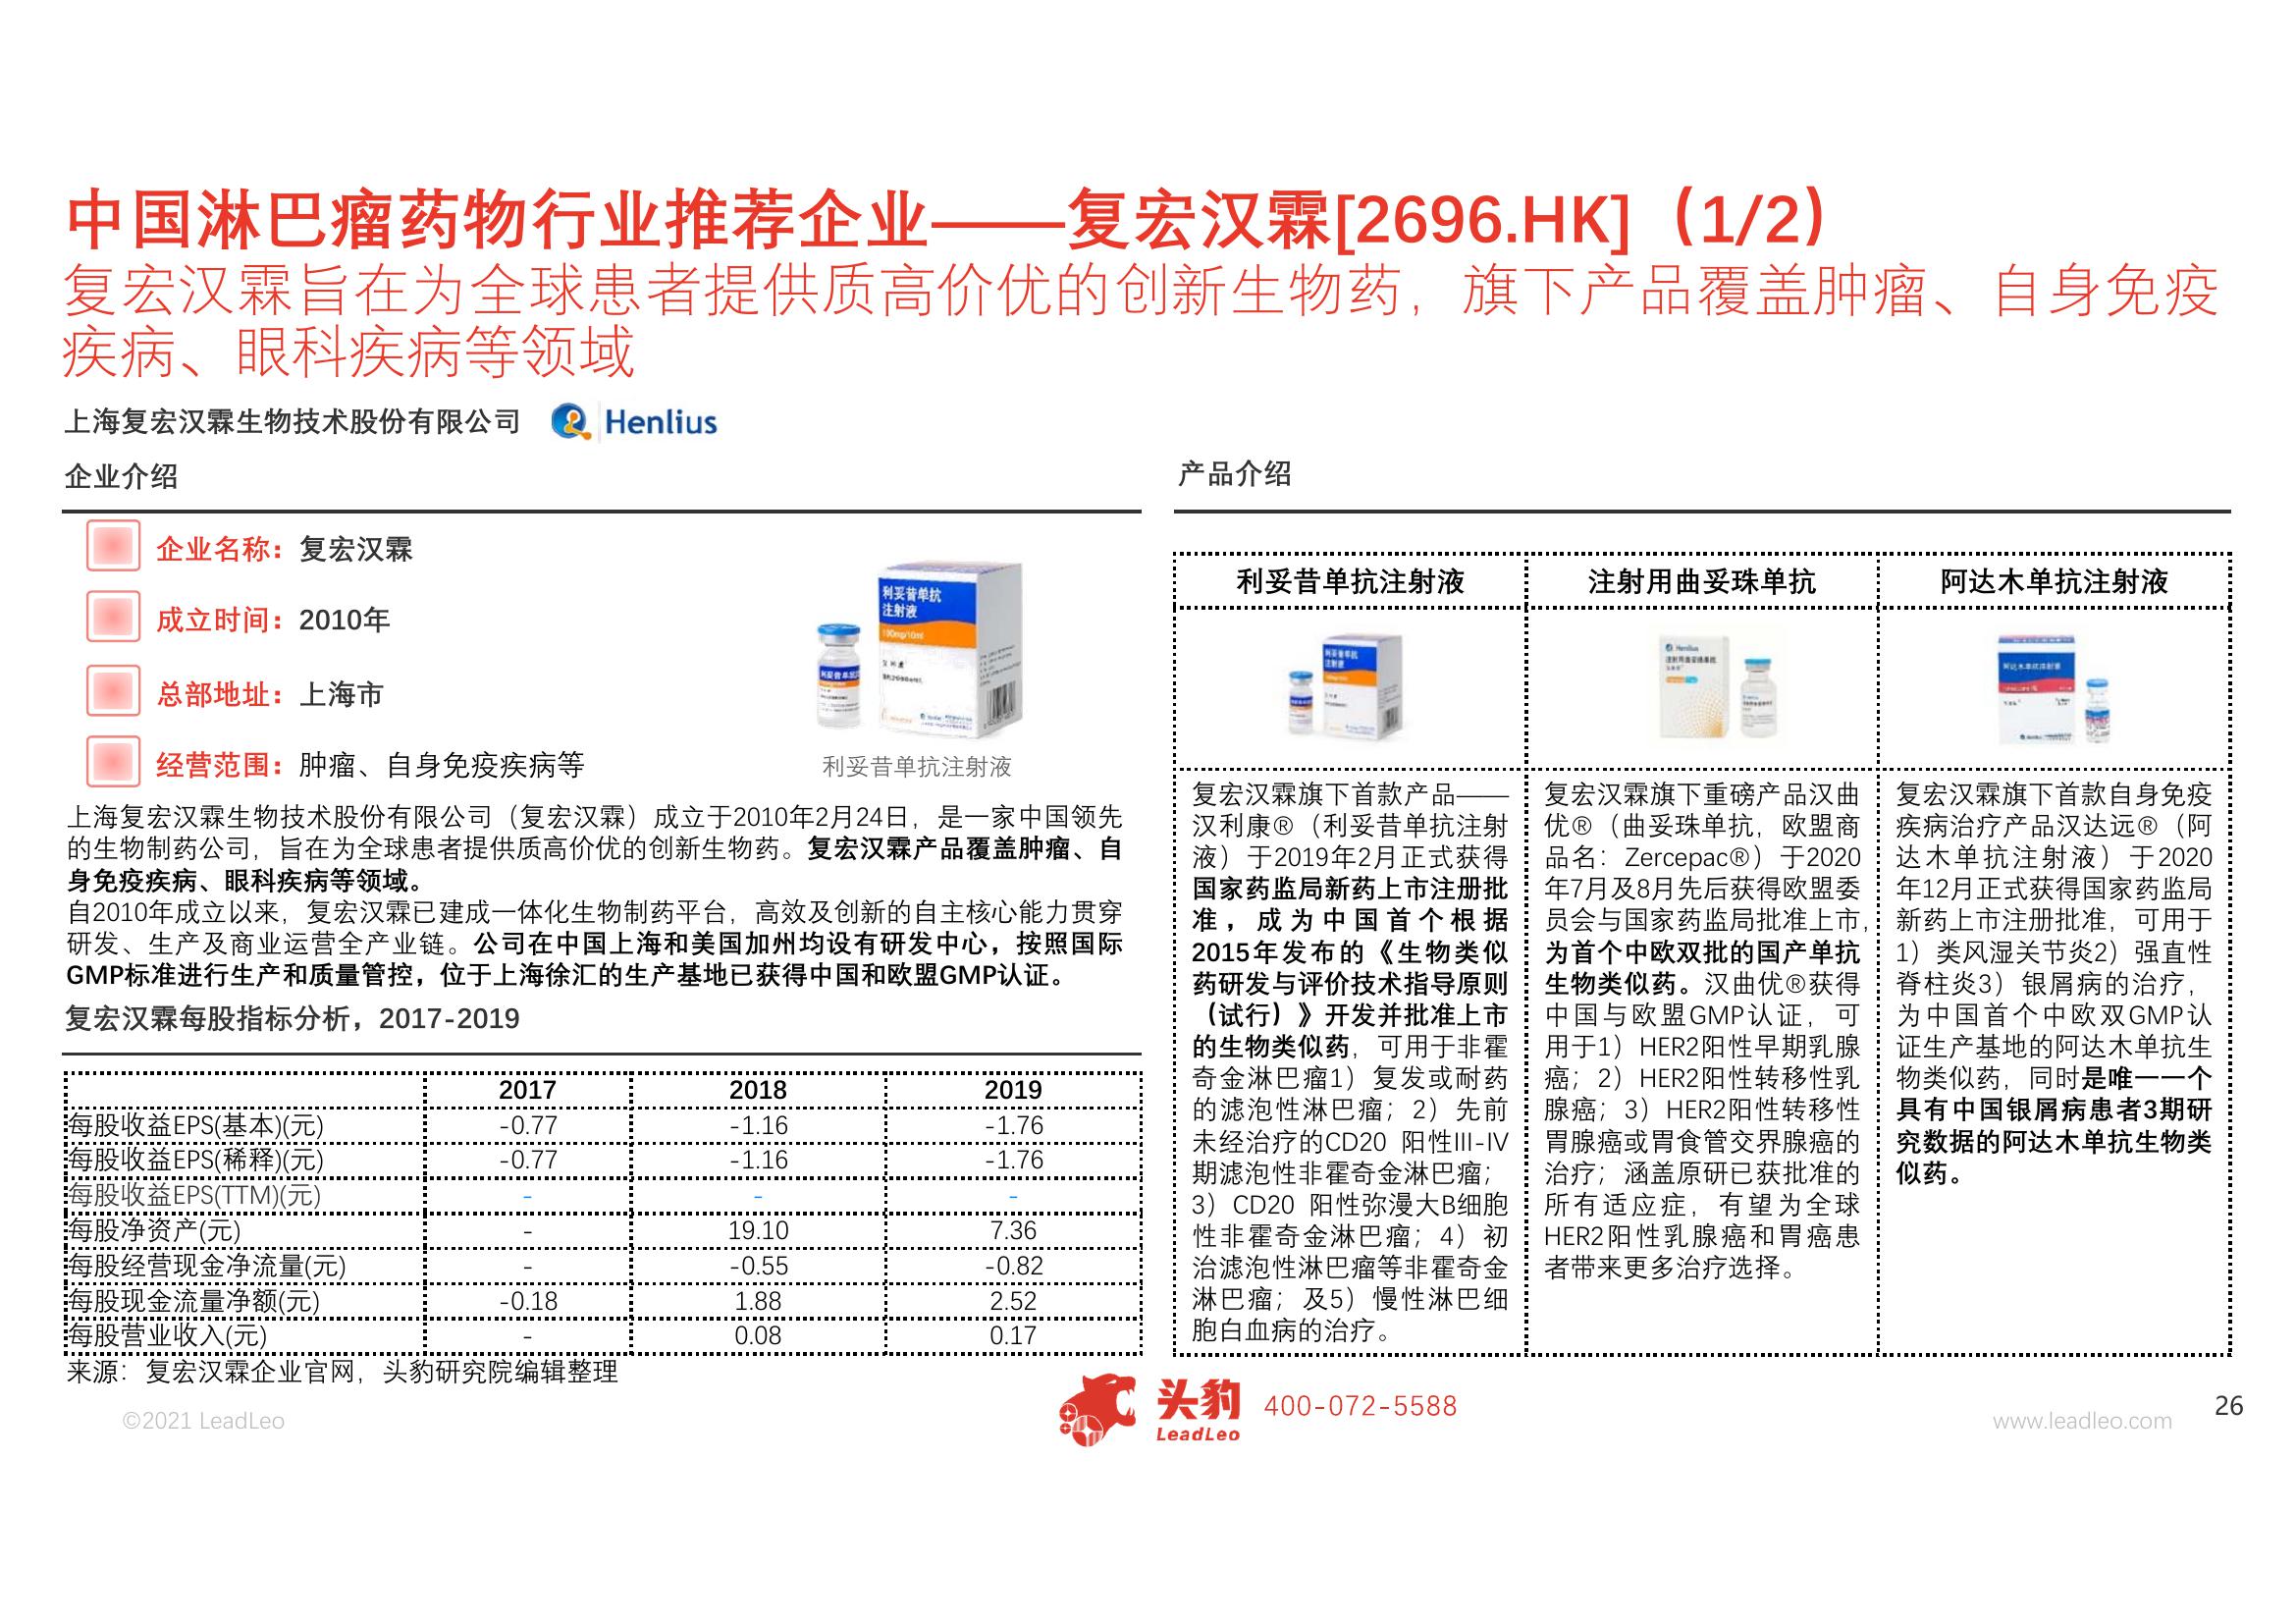 中国淋巴瘤药物行业推荐企业——复宏汉霖[2696.HK]（1/2）
复宏汉霖旨在为全球患者提供质高价优的创新生物药，旗下产品覆盖肿瘤、自身免疫
疾病、眼科疾病等领域
上海复宏汉霖生物技术股份有限公司
Henlius
企业介绍
企业名称：复宏汉霖
成立时间：2010年
总部地址：上海市
经营范围：肿瘤、自身免疫疾病等
利妥昔单抗
注射液
100mg/10ml
利妥昔单抗注射液
上海复宏汉霖生物技术股份有限公司（复宏汉霖）成立于2010年2月24日，是一家中国领先
的生物制药公司，旨在为全球患者提供质高价优的创新生物药。复宏汉霖产品覆盖肿瘤、自
身免疫疾病、眼科疾病等领域。
自2010年成立以来，复宏汉霖已建成一体化生物制药平台，高效及创新的自主核心能力贯穿
研发、生产及商业运营全产业链。公司在中国上海和美国加州均设有研发中心，按照国际
GMP标准进行生产和质量管控，位于上海徐汇的生产基地已获得中国和欧盟GMP认证。
复宏汉霖每股指标分析，2017-2019
2017 2018 2019
每股收益EPS(基本)(元) -0.77 -1.16 -1.76
每股收益EPS(稀释)(元) -0.77 -1.16 -1.76
每股收益EPS(TTM)(元) - - -
每股净资产(元) - 19.10 7.36
每股经营现金净流量(元) - -0.55 -0.82
每股现金流量净额(元) -0.18 1.88 2.52
每股营业收入(元) - 0.08 0.17
来源：复宏汉霖企业官网，头豹研究院编辑整理
产品介绍
利妥昔单抗注射液
复宏汉霖旗下首款产品——
汉利康®（利妥昔单抗注射
液）于2019年2月正式获得
国家药监局新药上市注册批
准，成为中国首个根据
2015年发布的《生物类似
药研发与评价技术指导原则
（试行）》开发并批准上市
的生物类似药，可用于非霍
奇金淋巴瘤1）复发或耐药
的滤泡性淋巴瘤；2）先前
未经治疗的CD20 阳性III-IV
期滤泡性非霍奇金淋巴瘤；
3）CD20 阳性弥漫大B细胞
性非霍奇金淋巴瘤；4）初
治滤泡性淋巴瘤等非霍奇金
淋巴瘤；及5）慢性淋巴细
胞白血病的治疗。
注射用曲妥珠单抗
Henlius
复宏汉霖旗下重磅产品汉曲
优®（曲妥珠单抗，欧盟商
品名：Zercepac®）于2020
年7月及8月先后获得欧盟委
员会与国家药监局批准上市，
为首个中欧双批的国产单抗
生物类似药。汉曲优®获得
中国与欧盟GMP认证，可
用于1）HER2阳性早期乳腺
癌；2）HER2阳性转移性乳
腺癌；3）HER2阳性转移性
胃腺癌或胃食管交界腺癌的
治疗；涵盖原研已获批准的
所有适应症，有望为全球
HER2阳性乳腺癌和胃癌患
者带来更多治疗选择。
阿达木单抗注射液
复宏汉霖旗下首款自身免疫
疾病治疗产品汉达远®（阿
达木单抗注射液）于2020
年12月正式获得国家药监局
新药上市注册批准，可用于
1）类风湿关节炎2）强直性
脊柱炎3）银屑病的治疗，
为中国首个中欧双GMP认
证生产基地的阿达木单抗生
物类似药，同时是唯一一个
具有中国银屑病患者3期研
究数据的阿达木单抗生物类
似药。
©2021 LeadLeo
头豹
LeadLeo
400-072-5588
www.leadleo.com
26